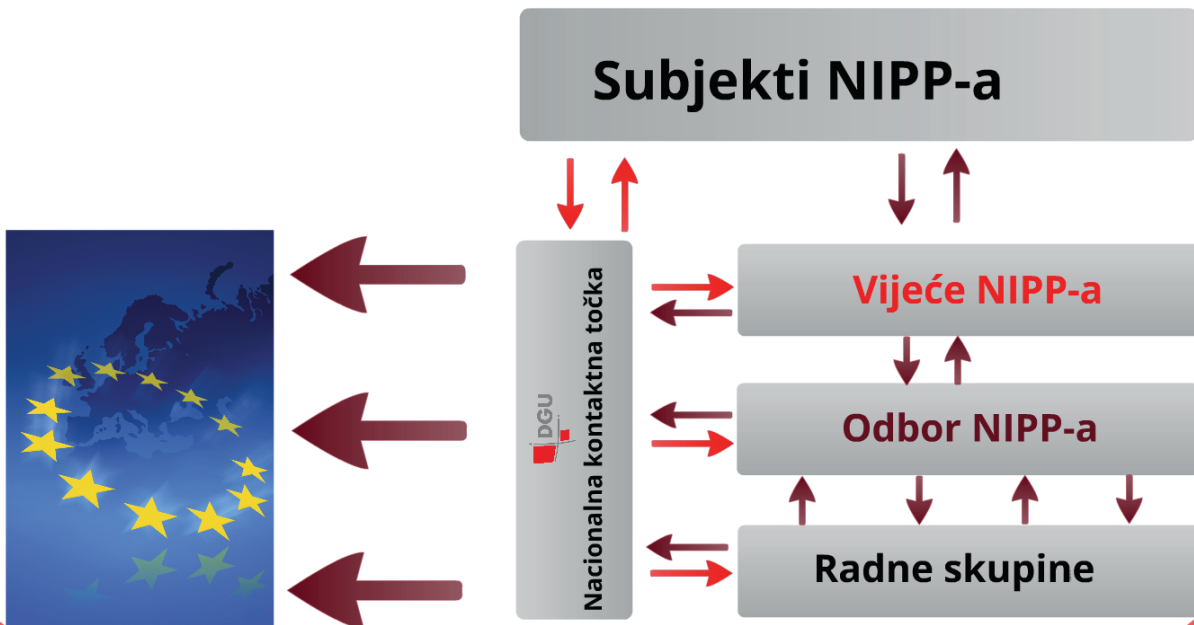 Subjekti NIPP-a
DGU
Nacionalna kontaktna točka
Vijeće NIPP-a
Odbor NIPP-a
Radne skupine